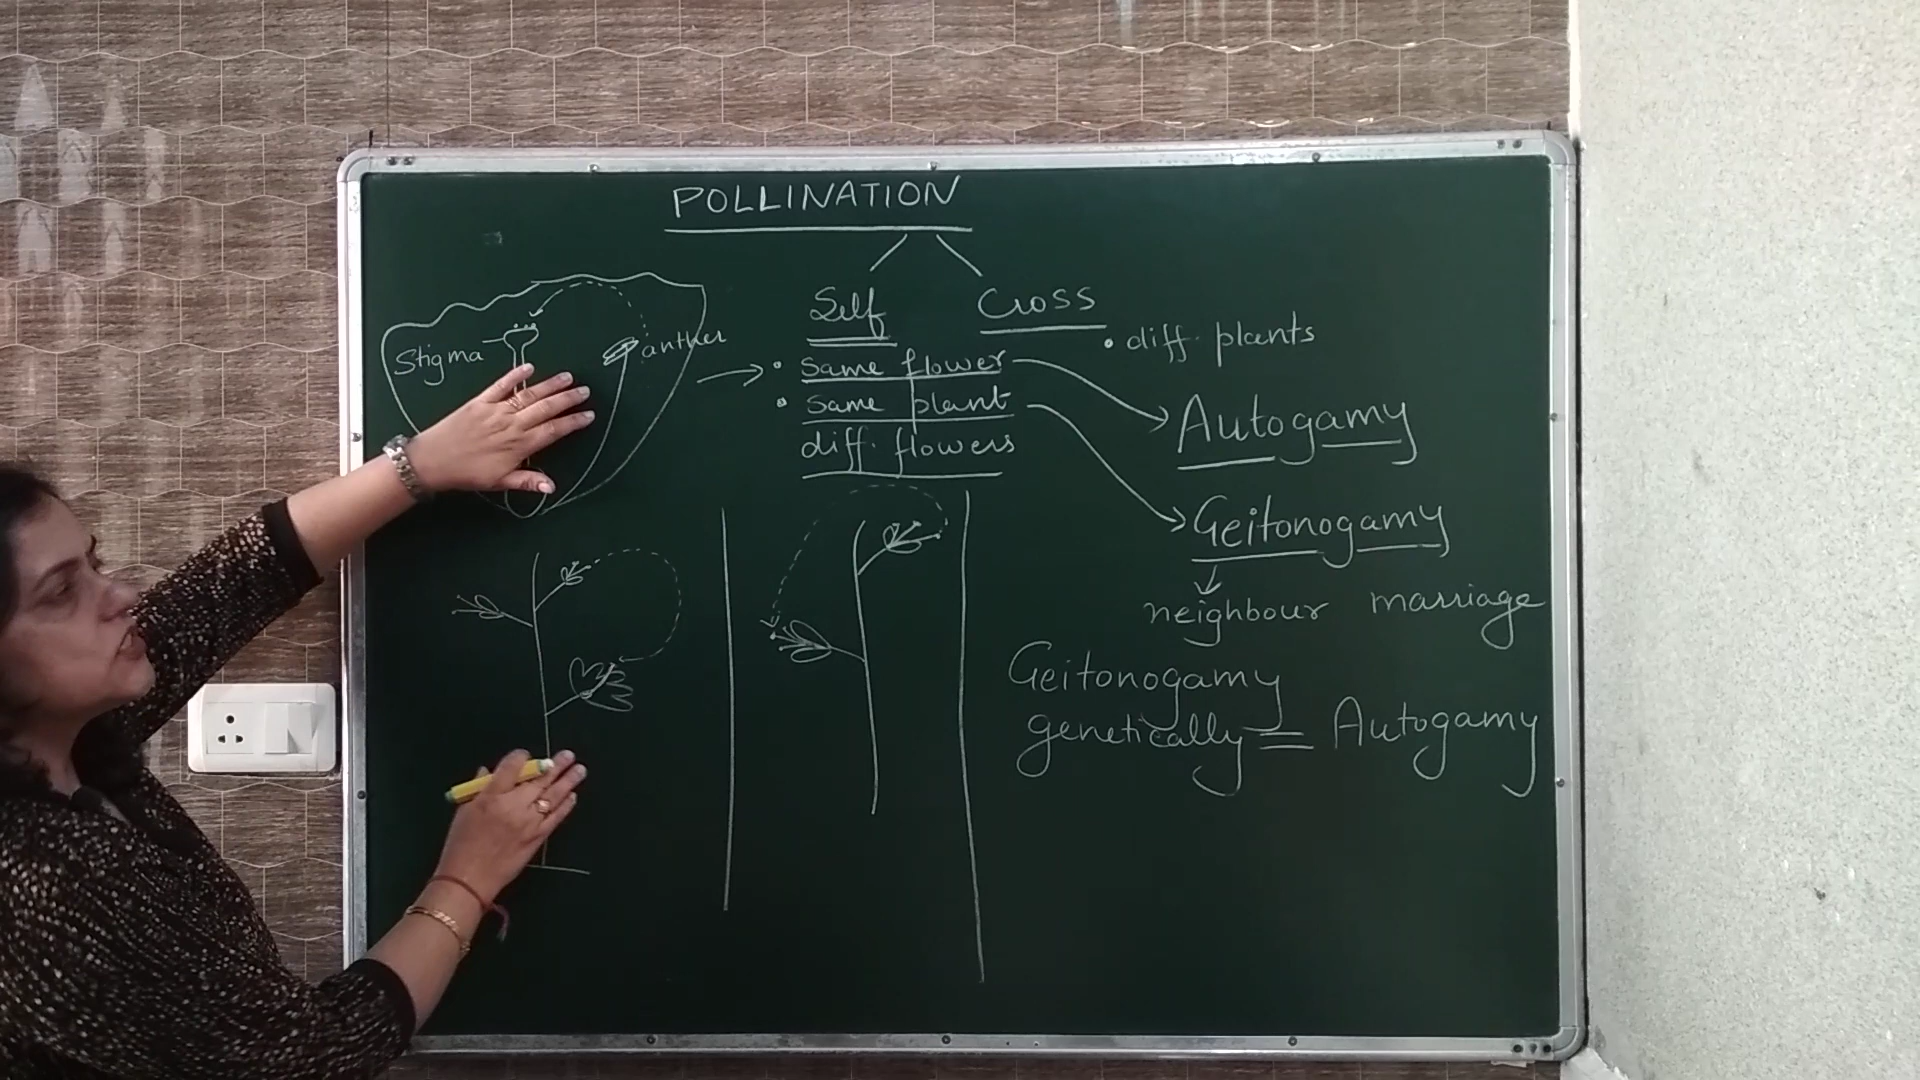 POLLINATION
Self
Cross
• diff. plants
Stigma
anther
• Same flower
• Same plant
diff. flowers
Autogamy
Geitonogamy
neighbour marriage
Geitonogamy
genetically = Autogamy